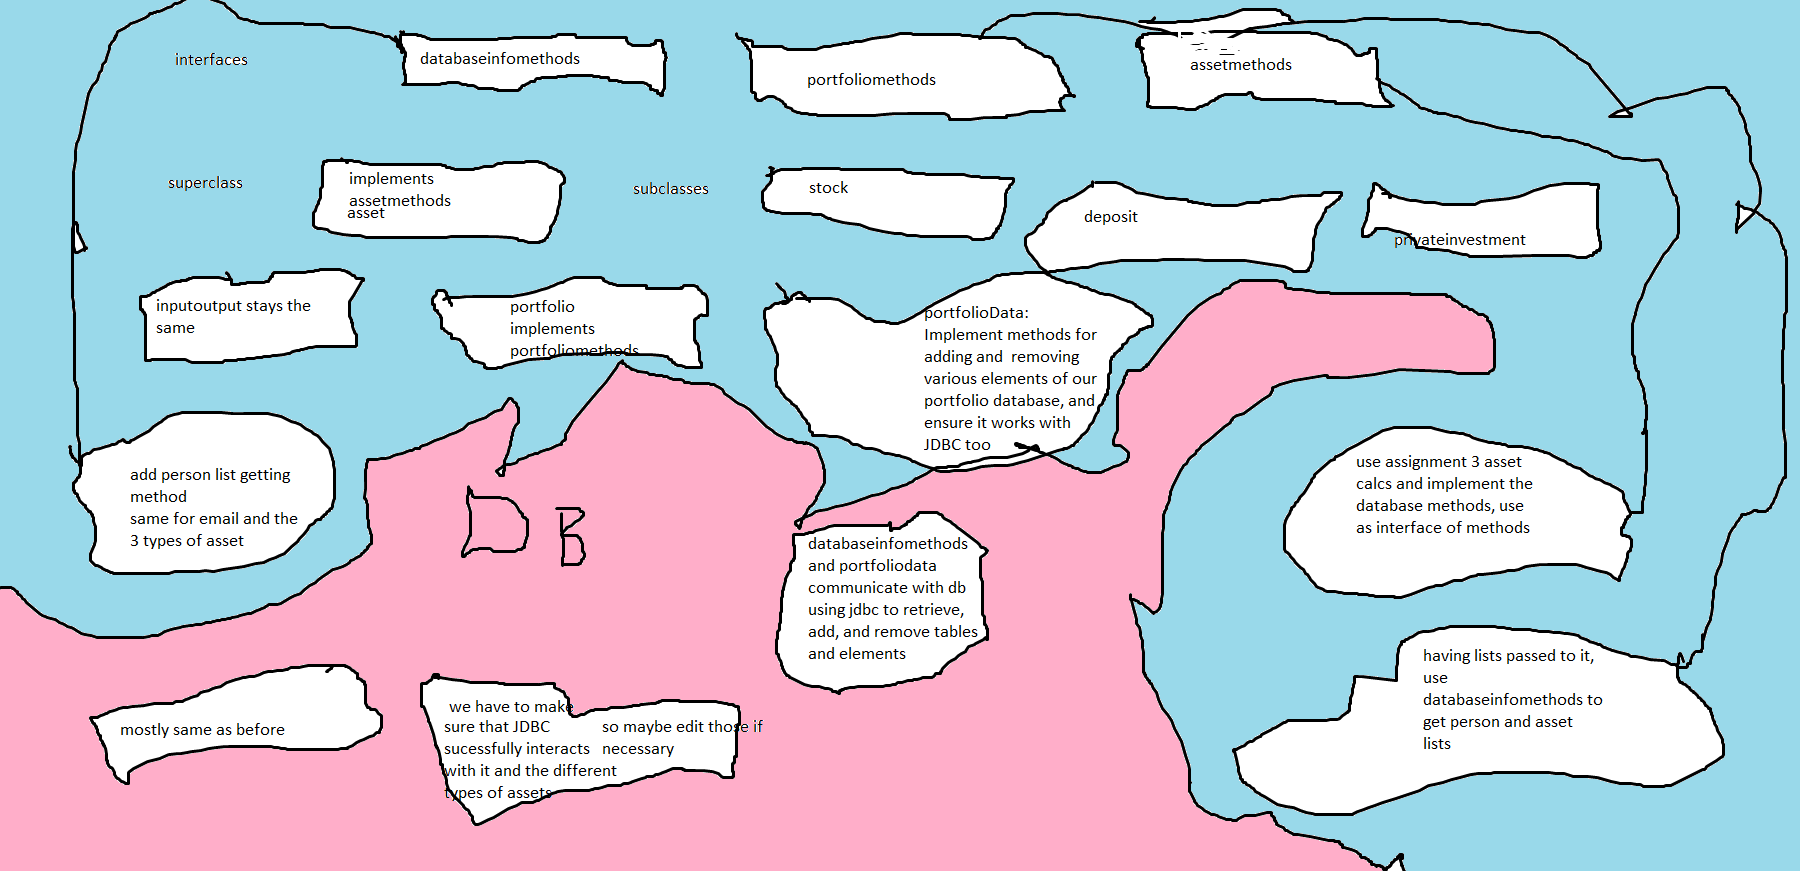 interfaces
databaseinfomethods
portfoliomethods
assetmethods
superclass
implements
assetmethods
asset
subclasses
stock
deposit
privateinvestment
inputoutput stays the
same
portfolio
implements
portfoliomethods
portfolioData:
Implement methods for
adding and removing
various elements of our
portfolio database, and
ensure it works with
JDBC too
add person list getting
method
same for email and the
3 types of asset
DB
databaseinfomethods
and portfoliodata
communicate with db
using jdbc to retrieve,
add, and remove tables
and elements
use assignment 3 asset
calcs and implement the
database methods, use
as interface of methods
mostly same as before
we have to make
sure that JDBC
sucessfully interacts
with it and the different
types of assets
so maybe edit those if
necessary
having lists passed to it,
use
databaseinfomethods to
get person and asset
lists